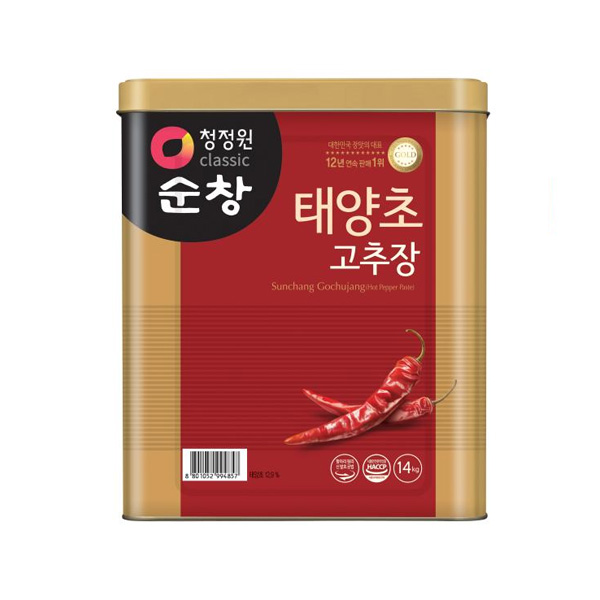 청정원
classic
순창
대한민국 장맛의 대표
12년 연속 판매 1위
GOLD
태양초
고추장
Sunchang Gochujang(Hot Pepper Paste)
HACCP
14kg
8 801052 994857